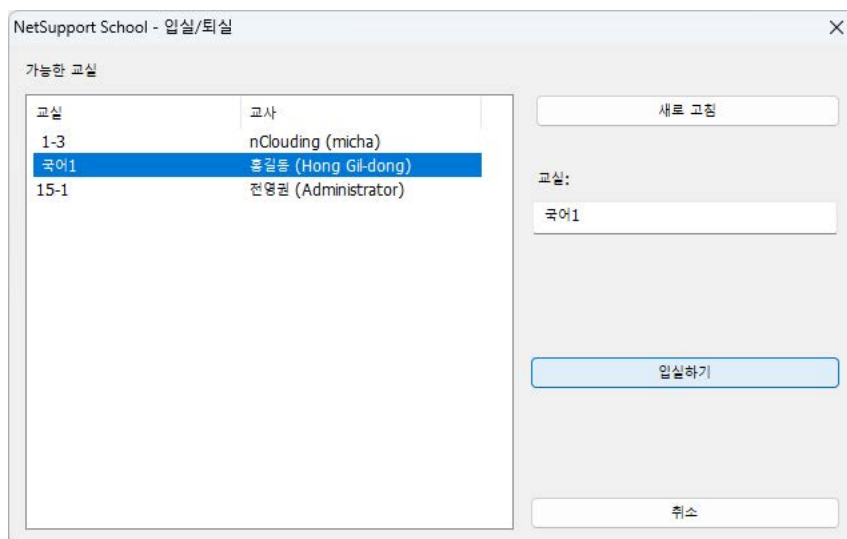 NetSupport School - 입실/퇴실
가능한 교실
교실 교사
1-3 nClouding (micha)
국어1 홍길동 (Hong Gil-dong)
15-1 전영권 (Administrator)
새로 고침
교실:
국어1
입실하기
취소